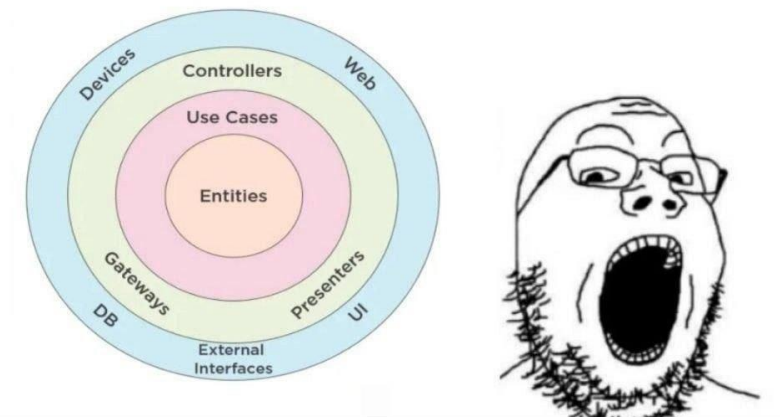 Devices
Web
Controllers
Use Cases
Entities
Gateways
Presenters
DB
UI
External
Interfaces